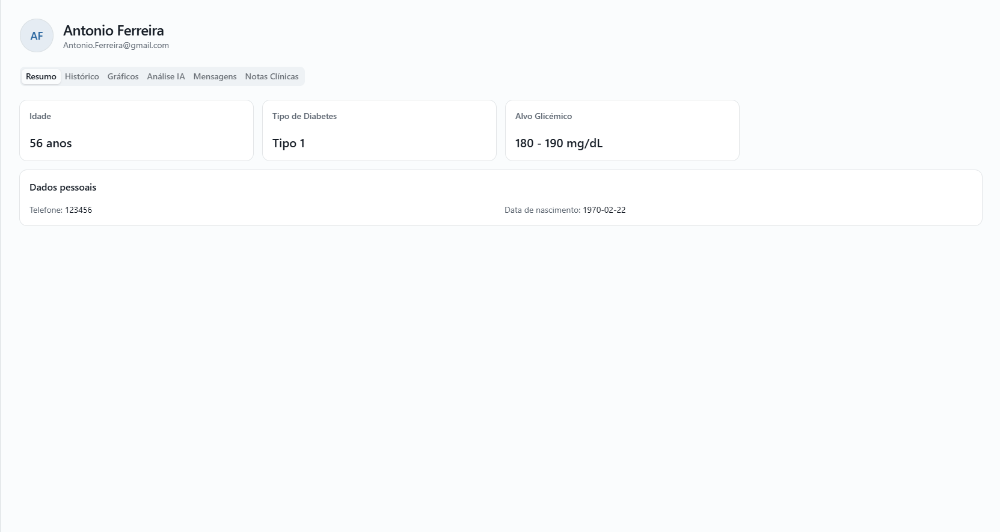 AF
Antonio Ferreira
Antonio.Ferreira@gmail.com
Resumo Histórico Gráficos Análise IA Mensagens Notas Clínicas
Idade
56 anos
Tipo de Diabetes
Tipo 1
Alvo Glicémico
180 - 190 mg/dL
Dados pessoais
Telefone: 123456
Data de nascimento: 1970-02-22